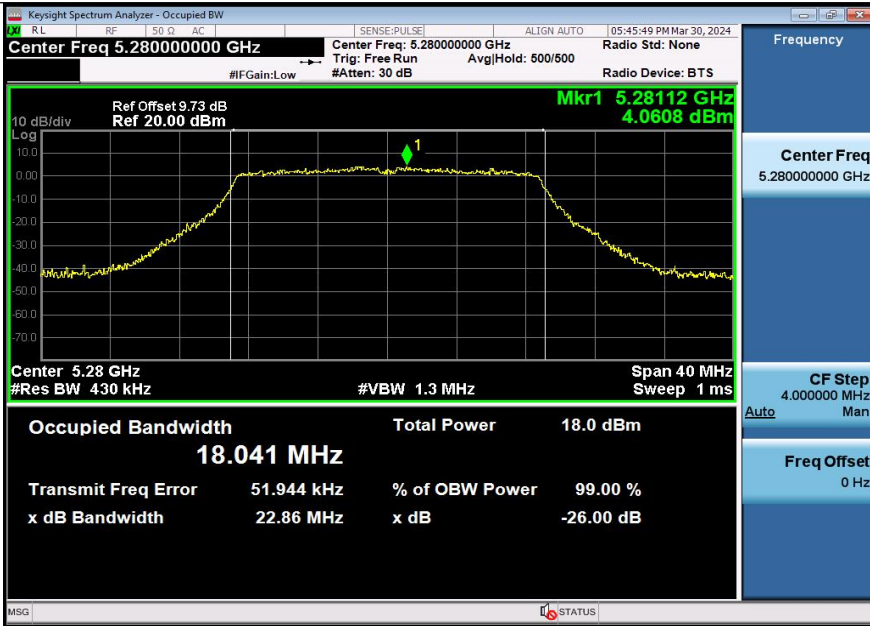 Keysight Spectrum Analyzer - Occupied BW
LXI RL RF 50 Ω AC SENSE:PULSE ALIGN AUTO 05:45:49 PM Mar 30, 2024
Center Freq 5.280000000 GHz
Center Freq: 5.280000000 GHz
Radio Std: None
Trig: Free Run Avg|Hold: 500/500
#IFGain:Low
#Atten: 30 dB
Radio Device: BTS
Frequency
Ref Offset 9.73 dB
Mkr1 5.28112 GHz
10 dB/div Ref 20.00 dBm
4.0608 dBm
Log
10.0
0.00
-10.0
-20.0
-30.0
-40.0
-50.0
-60.0
-70.0
1
Center 5.28 GHz
Span 40 MHz
#Res BW 430 kHz
#VBW 1.3 MHz
Sweep 1 ms
Center Freq
5.280000000 GHz
CF Step
4.000000 MHz
Auto Man
Freq Offset
0 Hz
Occupied Bandwidth
Total Power 18.0 dBm
18.041 MHz
Transmit Freq Error 51.944 kHz % of OBW Power 99.00 %
x dB Bandwidth 22.86 MHz x dB -26.00 dB
MSG
STATUS